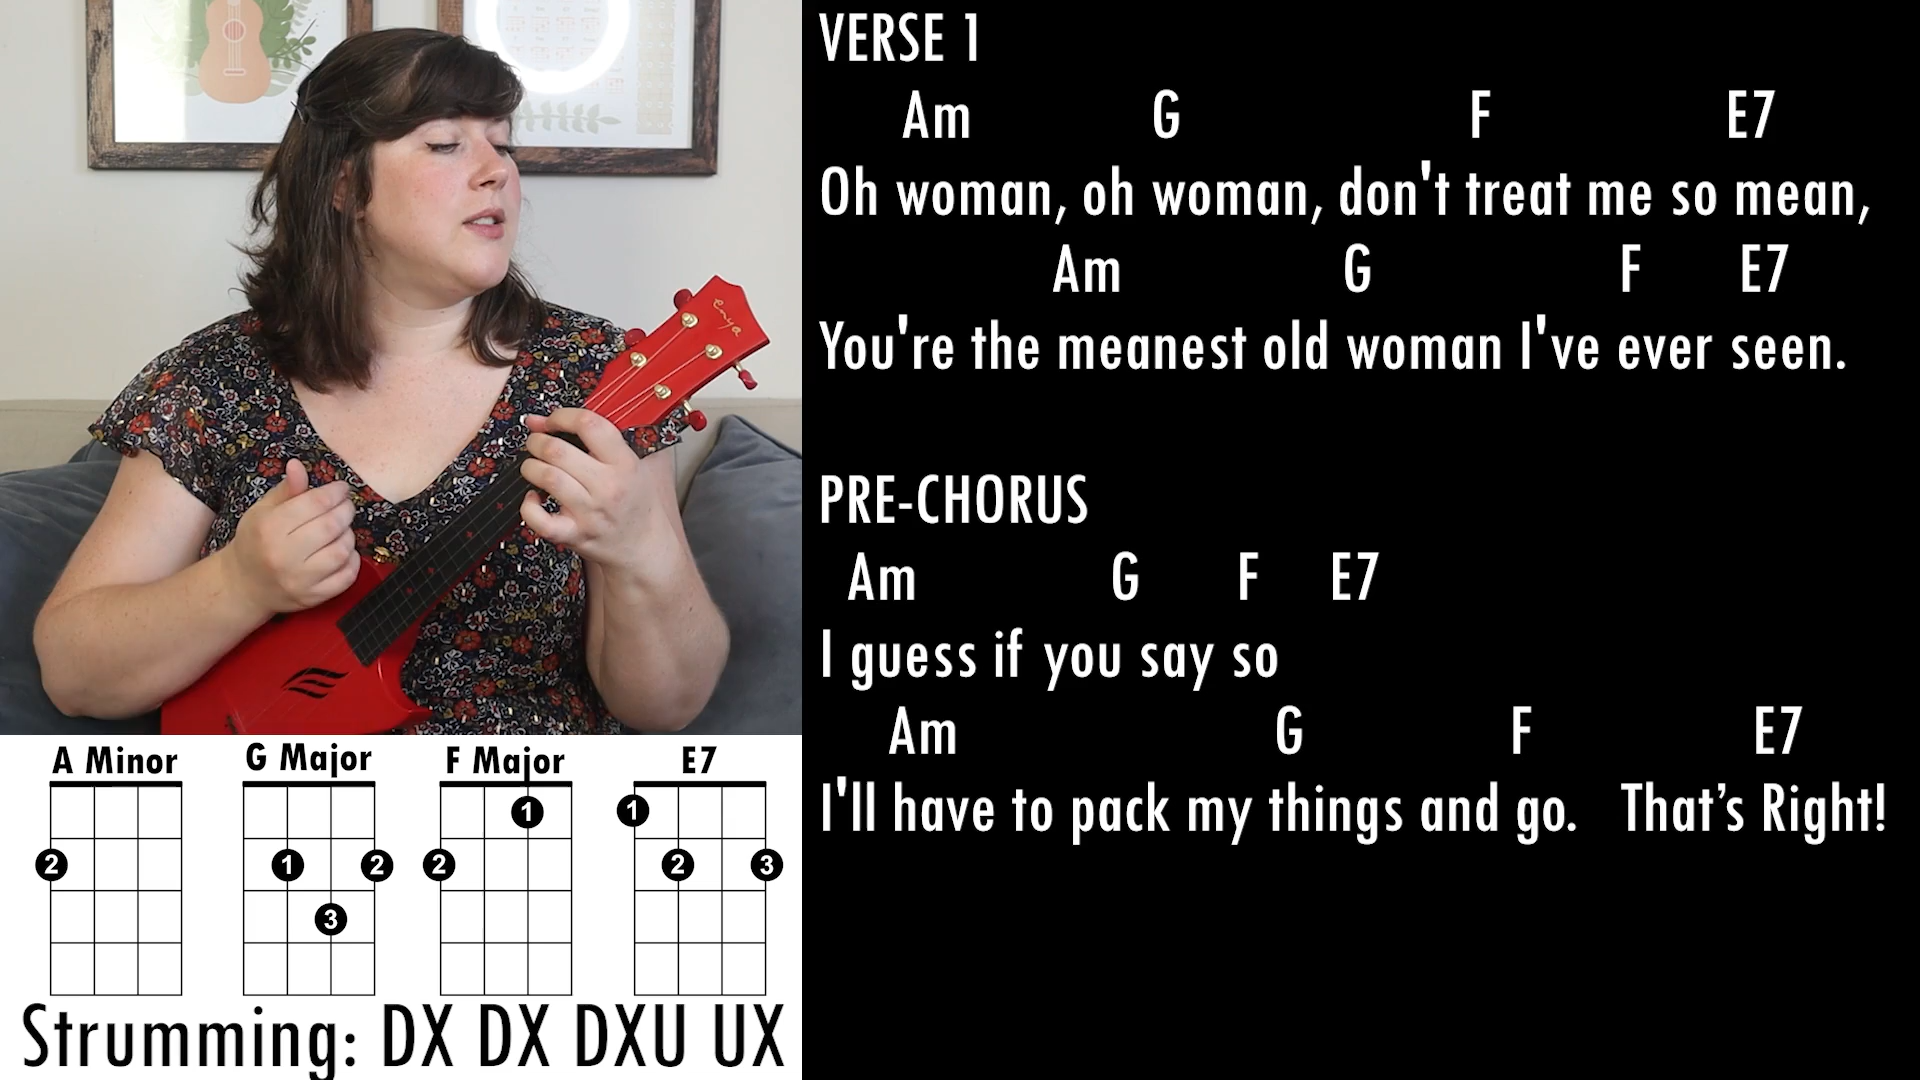 enya
VERSE 1
Am G F E7
Oh woman, oh woman, don't treat me so mean,
Am G F E7
You're the meanest old woman I've ever seen.
PRE-CHORUS
Am G F E7
I guess if you say so
Am G F E7
I'll have to pack my things and go. That's Right!
A Minor G Major F Major E7
1 1
2 1 2 2 2 3
3
Strumming: DX DX DXU UX